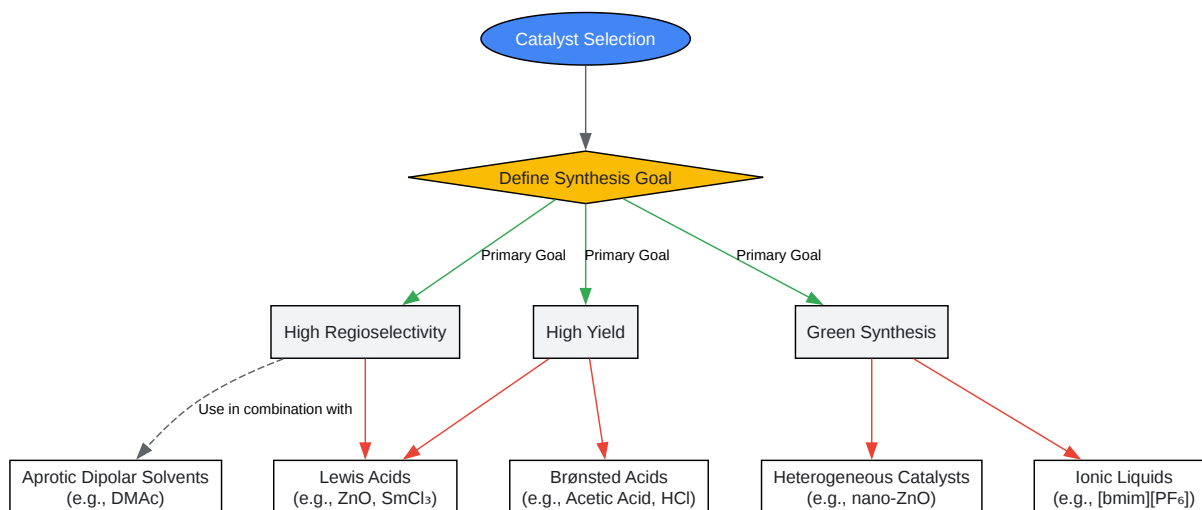 Catalyst Selection
Define Synthesis Goal
Primary Goal
Primary Goal
Primary Goal
High Regioselectivity
High Yield
Green Synthesis
Use in combination with
Aprotic Dipolar Solvents
(e.g., DMAc)
Lewis Acids
(e.g., ZnO, SmCl₃)
Brønsted Acids
(e.g., Acetic Acid, HCl)
Heterogeneous Catalysts
(e.g., nano-ZnO)
Ionic Liquids
(e.g., [bmim][PF₆])